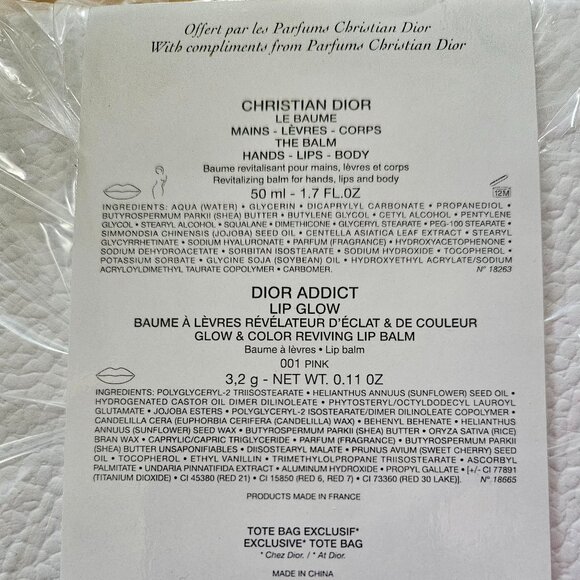 Offert par les Parfums Christian Dior
With compliments from Parfums Christian Dior
CHRISTIAN DIOR
LE BAUME
MAINS - LÈVRES - CORPS
THE BALM
HANDS - LIPS - BODY
Baume revitalisant pour mains, lèvres et corps
Revitalizing balm for hands, lips and body
50 ml - 1.7 FL.OZ
12M
INGREDIENTS: AQUA (WATER) • GLYCERIN • DICAPRYLYL CARBONATE • PROPANEDIOL •
BUTYROSPERMUM PARKII (SHEA) BUTTER • BUTYLENE GLYCOL • CETYL ALCOHOL • PENTYLENE
GLYCOL • STEARYL ALCOHOL • SQUALANE • DIMETHICONE • GLYCERYL STEARATE • PEG-100 STEARATE •
SIMMONDSIA CHINENSIS (JOJOBA) SEED OIL • CENTELLA ASIATICA LEAF EXTRACT • STEARYL
GLYCYRRHETINATE • SODIUM HYALURONATE • PARFUM (FRAGRANCE) • HYDROXYACETOPHENONE •
SODIUM DEHYDROACETATE • SORBITAN ISOSTEARATE • SODIUM HYDROXIDE • TOCOPHEROL •
POTASSIUM SORBATE • GLYCINE SOJA (SOYBEAN) OIL • HYDROXYETHYL ACRYLATE/SODIUM
ACRYLOYLDIMETHYL TAURATE COPOLYMER • CARBOMER. N° 18263
DIOR ADDICT
LIP GLOW
BAUME À LÈVRES RÉVÉLATEUR D'ÉCLAT & DE COULEUR
GLOW & COLOR REVIVING LIP BALM
Baume à lèvres • Lip balm
001 PINK
3,2 g - NET WT. 0.11 OZ
INGREDIENTS: POLYGLYCERYL-2 TRIISOSTEARATE • HELIANTHUS ANNUUS (SUNFLOWER) SEED OIL •
HYDROGENATED CASTOR OIL DIMER DILINOLEATE • PHYTOSTERYL/OCTYLDODECYL LAUROYL
GLUTAMATE • JOJOBA ESTERS • POLYGLYCERYL-2 ISOSTEARATE/DIMER DILINOLEATE COPOLYMER •
CANDELILLA CERA (EUPHORBIA CERIFERA (CANDELILLA) WAX) • BEHENYL BEHENATE • HELIANTHUS
ANNUUS (SUNFLOWER) SEED WAX • BUTYROSPERMUM PARKII (SHEA) BUTTER • ORYZA SATIVA (RICE)
BRAN WAX • CAPRYLIC/CAPRIC TRIGLYCERIDE • PARFUM (FRAGRANCE) • BUTYROSPERMUM PARKII
(SHEA) BUTTER UNSAPONIFIABLES • DIISOSTEARYL MALATE • PRUNUS AVIUM (SWEET CHERRY) SEED
OIL • TOCOPHEROL • ETHYL VANILLIN • TRIMETHYLOLPROPANE TRIISOSTEARATE • ASCORBYL
PALMITATE • UNDARIA PINNATIFIDA EXTRACT • ALUMINUM HYDROXIDE • PROPYL GALLATE • [+/- CI 77891
(TITANIUM DIOXIDE) • CI 45380 (RED 21) • CI 15850 (RED 6, RED 7) • CI 73360 (RED 30 LAKE)]. N° 18665
PRODUCTS MADE IN FRANCE
TOTE BAG EXCLUSIF*
EXCLUSIVE* TOTE BAG
* Chez Dior. / * At Dior.
MADE IN CHINA